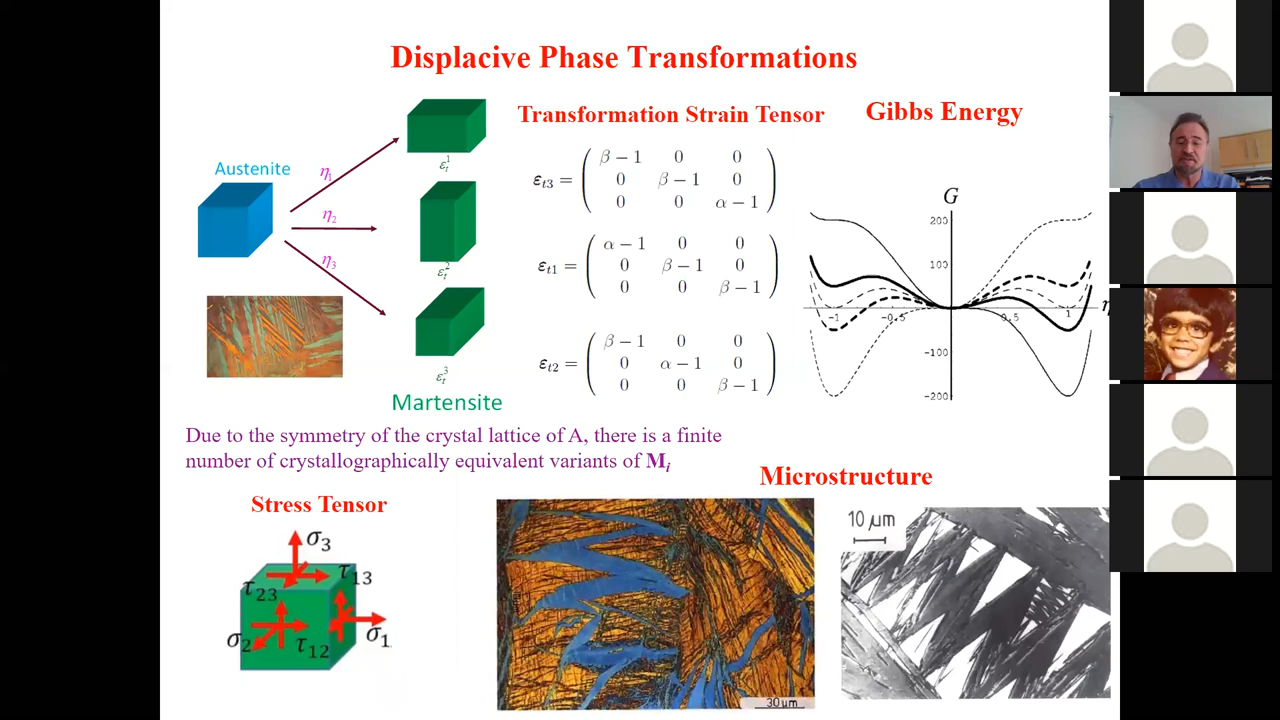 Displacive Phase Transformations
Transformation Strain Tensor
Gibbs Energy
Austenite
η₁
η₂
η₃
εₜ¹
εₜ²
εₜ³
Martensite
εₜ₃ =
β − 1 0 0
0 β − 1 0
0 0 α − 1
εₜ₁ =
α − 1 0 0
0 β − 1 0
0 0 β − 1
εₜ₂ =
β − 1 0 0
0 α − 1 0
0 0 β − 1
G
200
100
-1 -0.5 0.5 1 η
-100
-200
Due to the symmetry of the crystal lattice of A, there is a finite
number of crystallographically equivalent variants of Mᵢ
Stress Tensor
σ₃
τ₁₃
τ₂₃
σ₂
τ₁₂
σ₁
Microstructure
30µm
10 µm